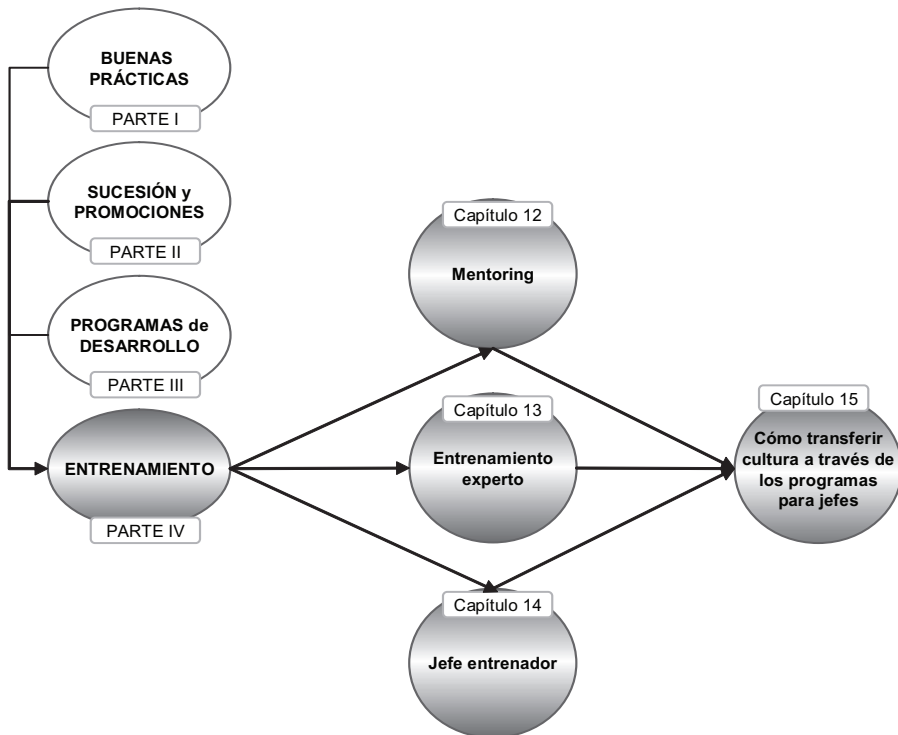 BUENAS
PRÁCTICAS
PARTE I
SUCESIÓN y
PROMOCIONES
PARTE II
PROGRAMAS de
DESARROLLO
PARTE III
ENTRENAMIENTO
PARTE IV
Capítulo 12
Mentoring
Capítulo 13
Entrenamiento
experto
Capítulo 14
Jefe entrenador
Capítulo 15
Cómo transferir
cultura a través de
los programas
para jefes